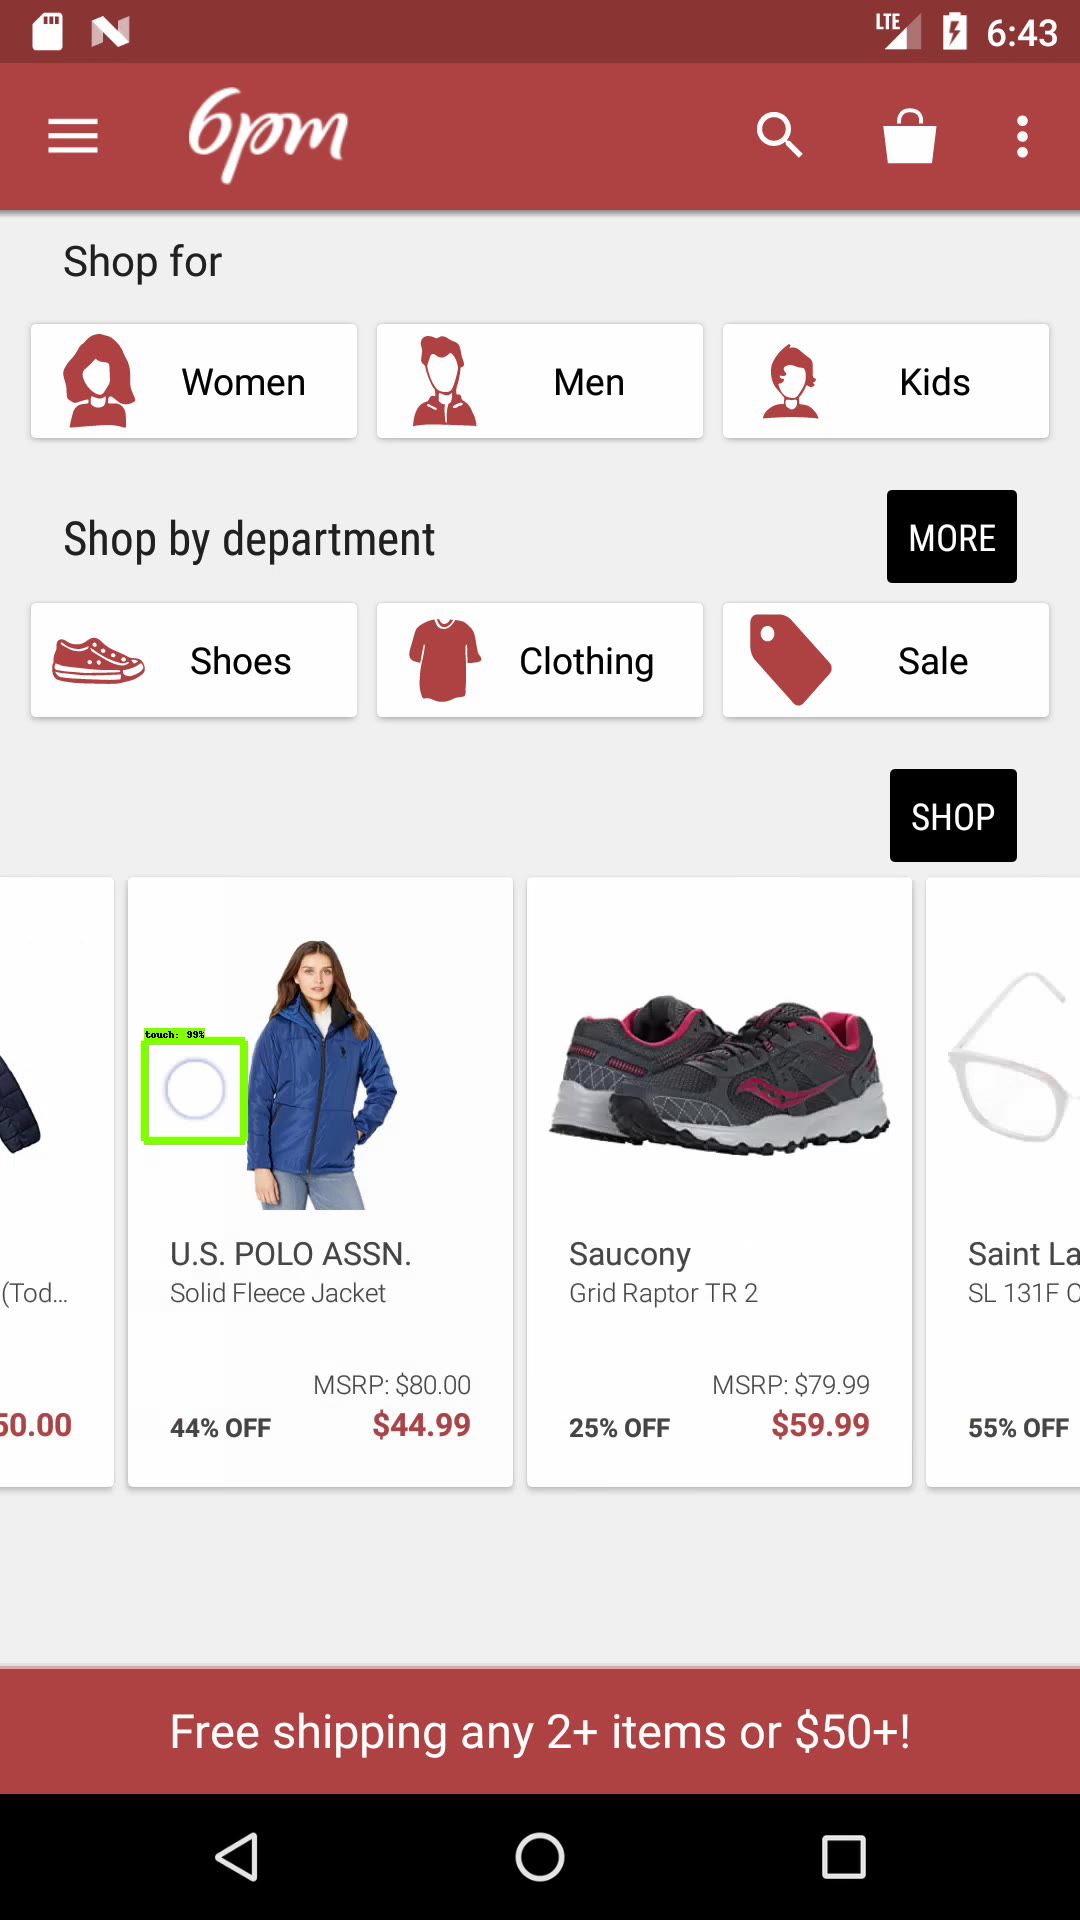 LTE 6:43
6pm
Shop for
Women Men Kids
Shop by department MORE
Shoes Clothing Sale
SHOP
touch: 99%
U.S. POLO ASSN. Saucony Saint La
(Tod... Solid Fleece Jacket Grid Raptor TR 2 SL 131F C
MSRP: $80.00 MSRP: $79.99
50.00 44% OFF $44.99 25% OFF $59.99 55% OFF
Free shipping any 2+ items or $50+!